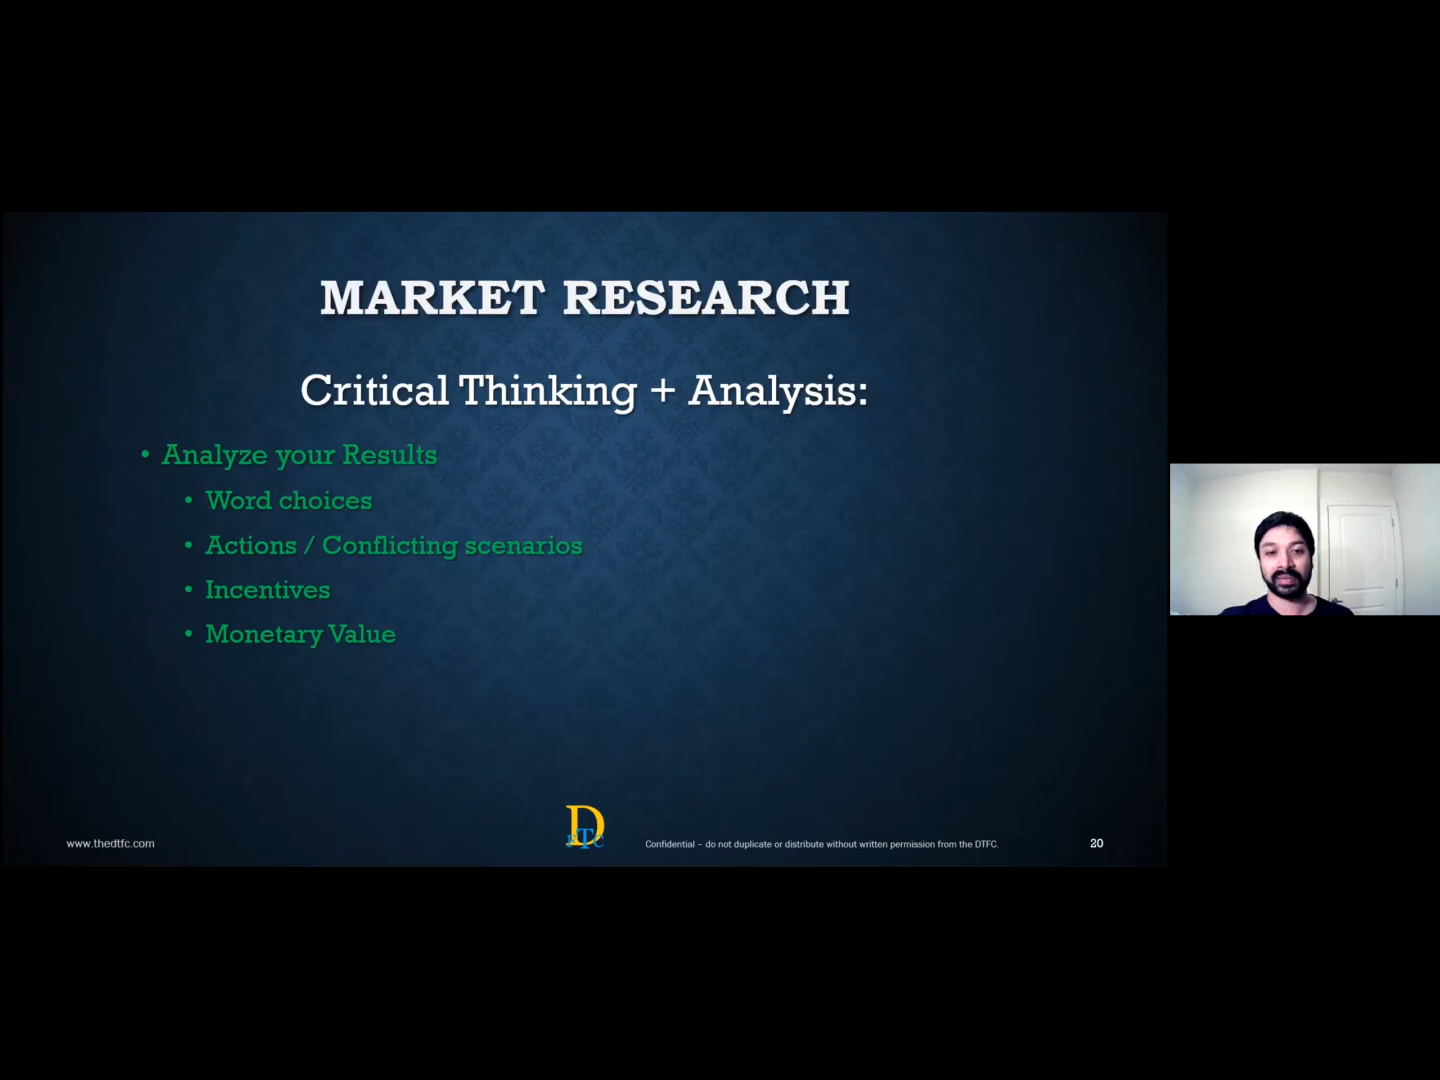 MARKET RESEARCH
Critical Thinking + Analysis:
• Analyze your Results
• Word choices
• Actions / Conflicting scenarios
• Incentives
• Monetary Value
www.thedtfc.com
DFTC
Confidential – do not duplicate or distribute without written permission from the DTFC.
20